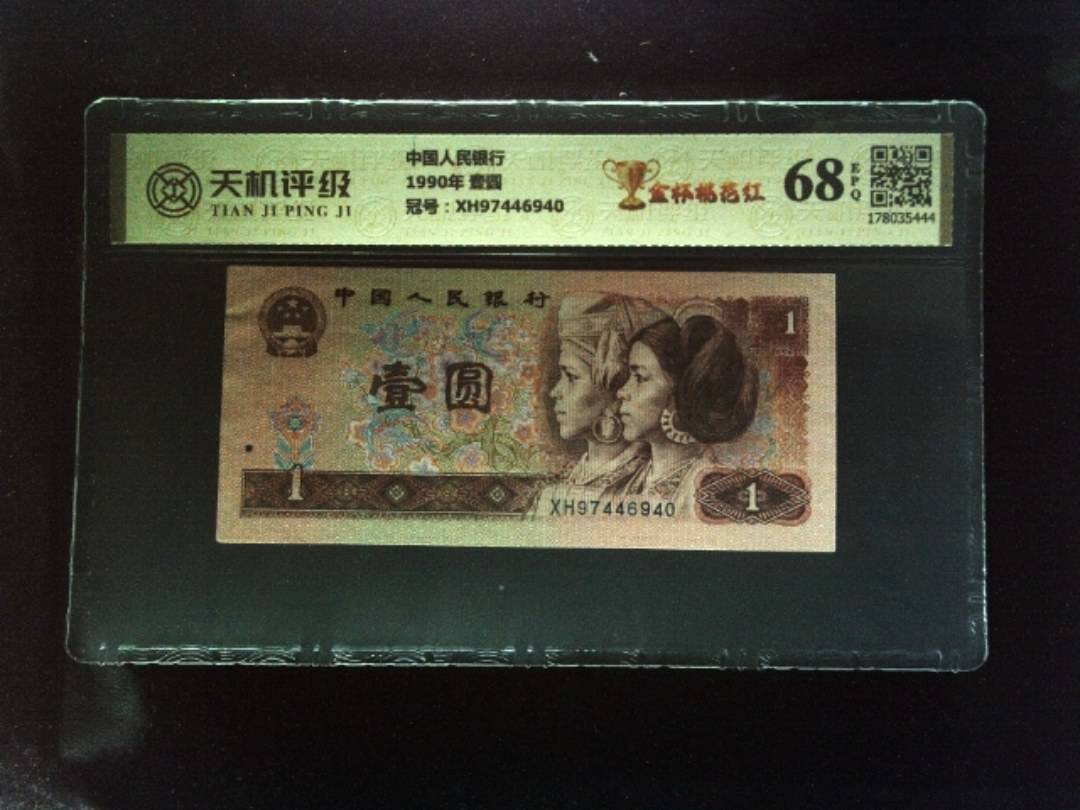 天机评级
TIAN JI PING JI
中国人民银行
1990年 壹圆
冠号：XH97446940
金杯桃花红
68
EPQ
178035444
中国人民银行
1
壹圆
1
XH97446940
1